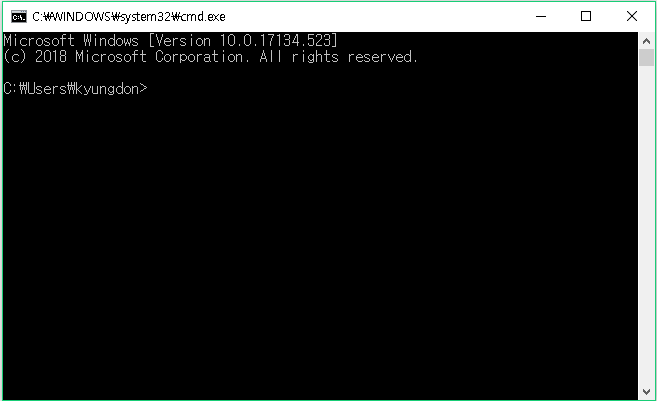 C:₩WINDOWS₩system32₩cmd.exe
Microsoft Windows [Version 10.0.17134.523]
(c) 2018 Microsoft Corporation. All rights reserved.
C:₩Users₩kyungdon>